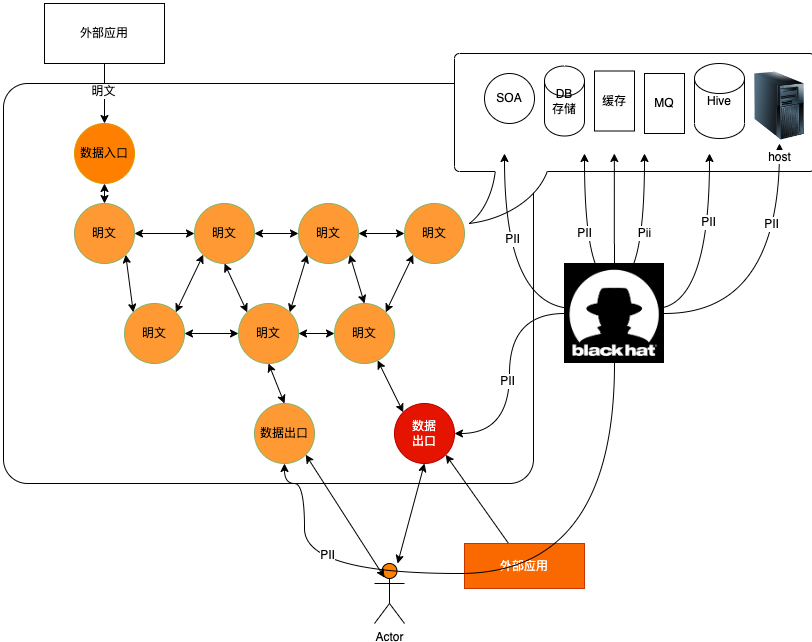 外部应用
明文
数据入口
SOA
DB
存储
缓存
MQ
Hive
host
明文
明文
明文
明文
PII
PII
Pii
PII
PII
明文
明文
明文
black hat
PII
数据出口
数据
出口
PII
外部应用
Actor